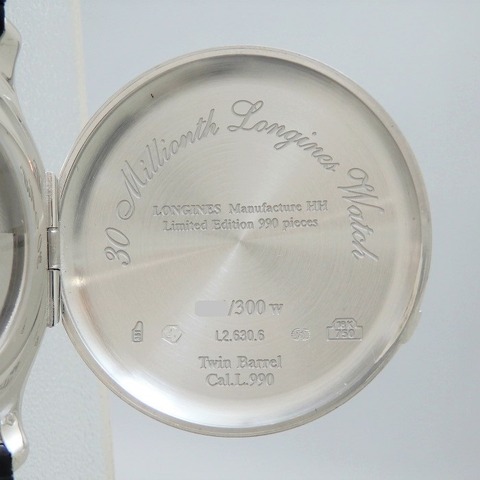 30 Millionth Longines Watch
LONGINES Manufacture HH
Limited Edition 990 pieces
/300 W
L2.630.6
18K
750
Twin Barrel
Cal.L.990